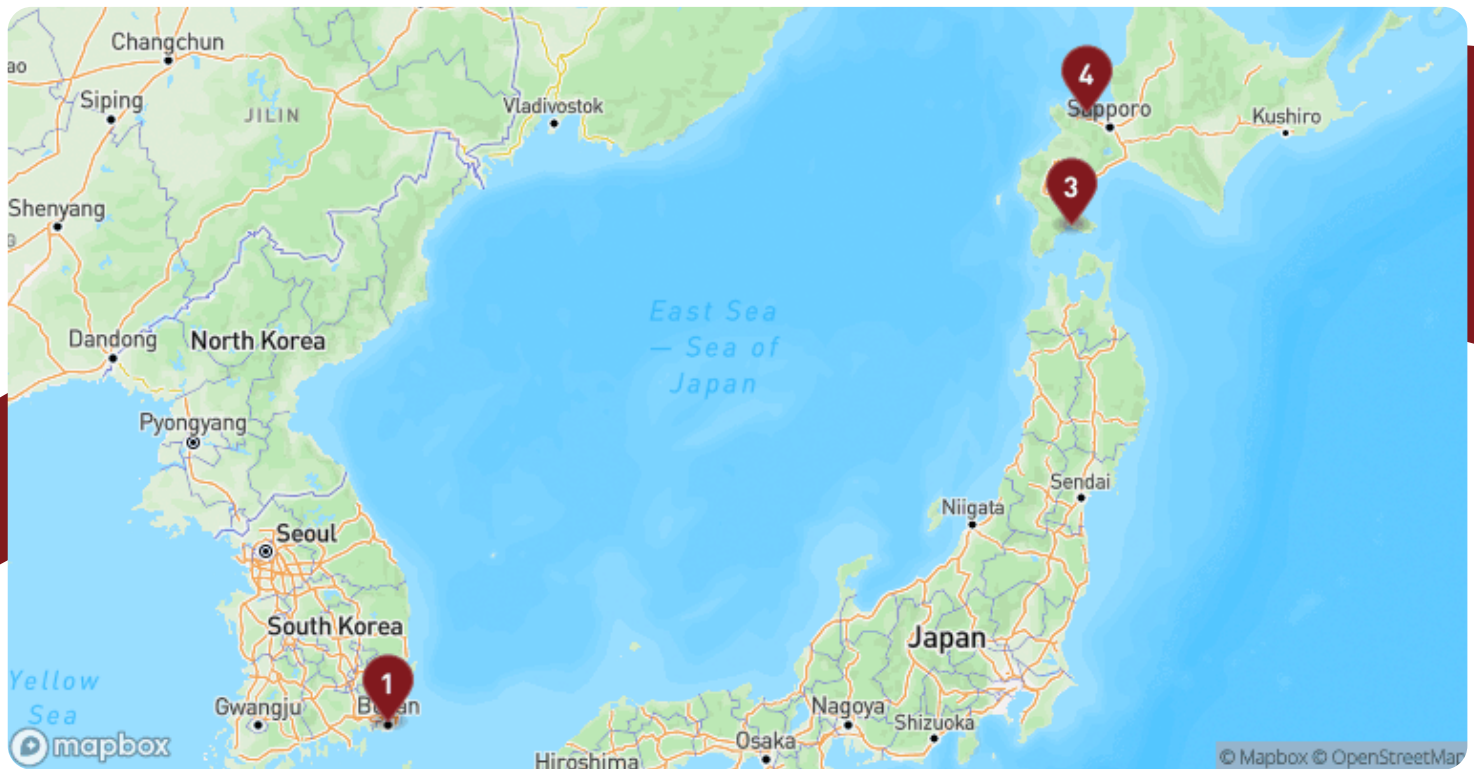 Changchun
ao
Siping
JILIN
Vladivostok
4
Sapporo
Kushiro
3
Shenyang
G
East Sea
— Sea of
Japan
Dandong
North Korea
Pyongyang
Sendai
Niigata
Seoul
South Korea
Japan
Yellow
Sea
1
Gwangju
Busan
Nagoya
Shizuoka
Osaka
Hiroshima
mapbox
© Mapbox © OpenStreetMap